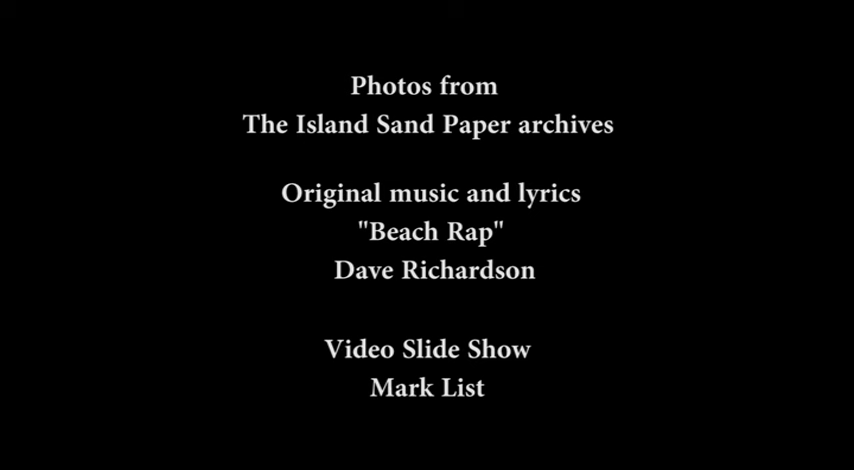 Photos from
The Island Sand Paper archives
Original music and lyrics
"Beach Rap"
Dave Richardson
Video Slide Show
Mark List